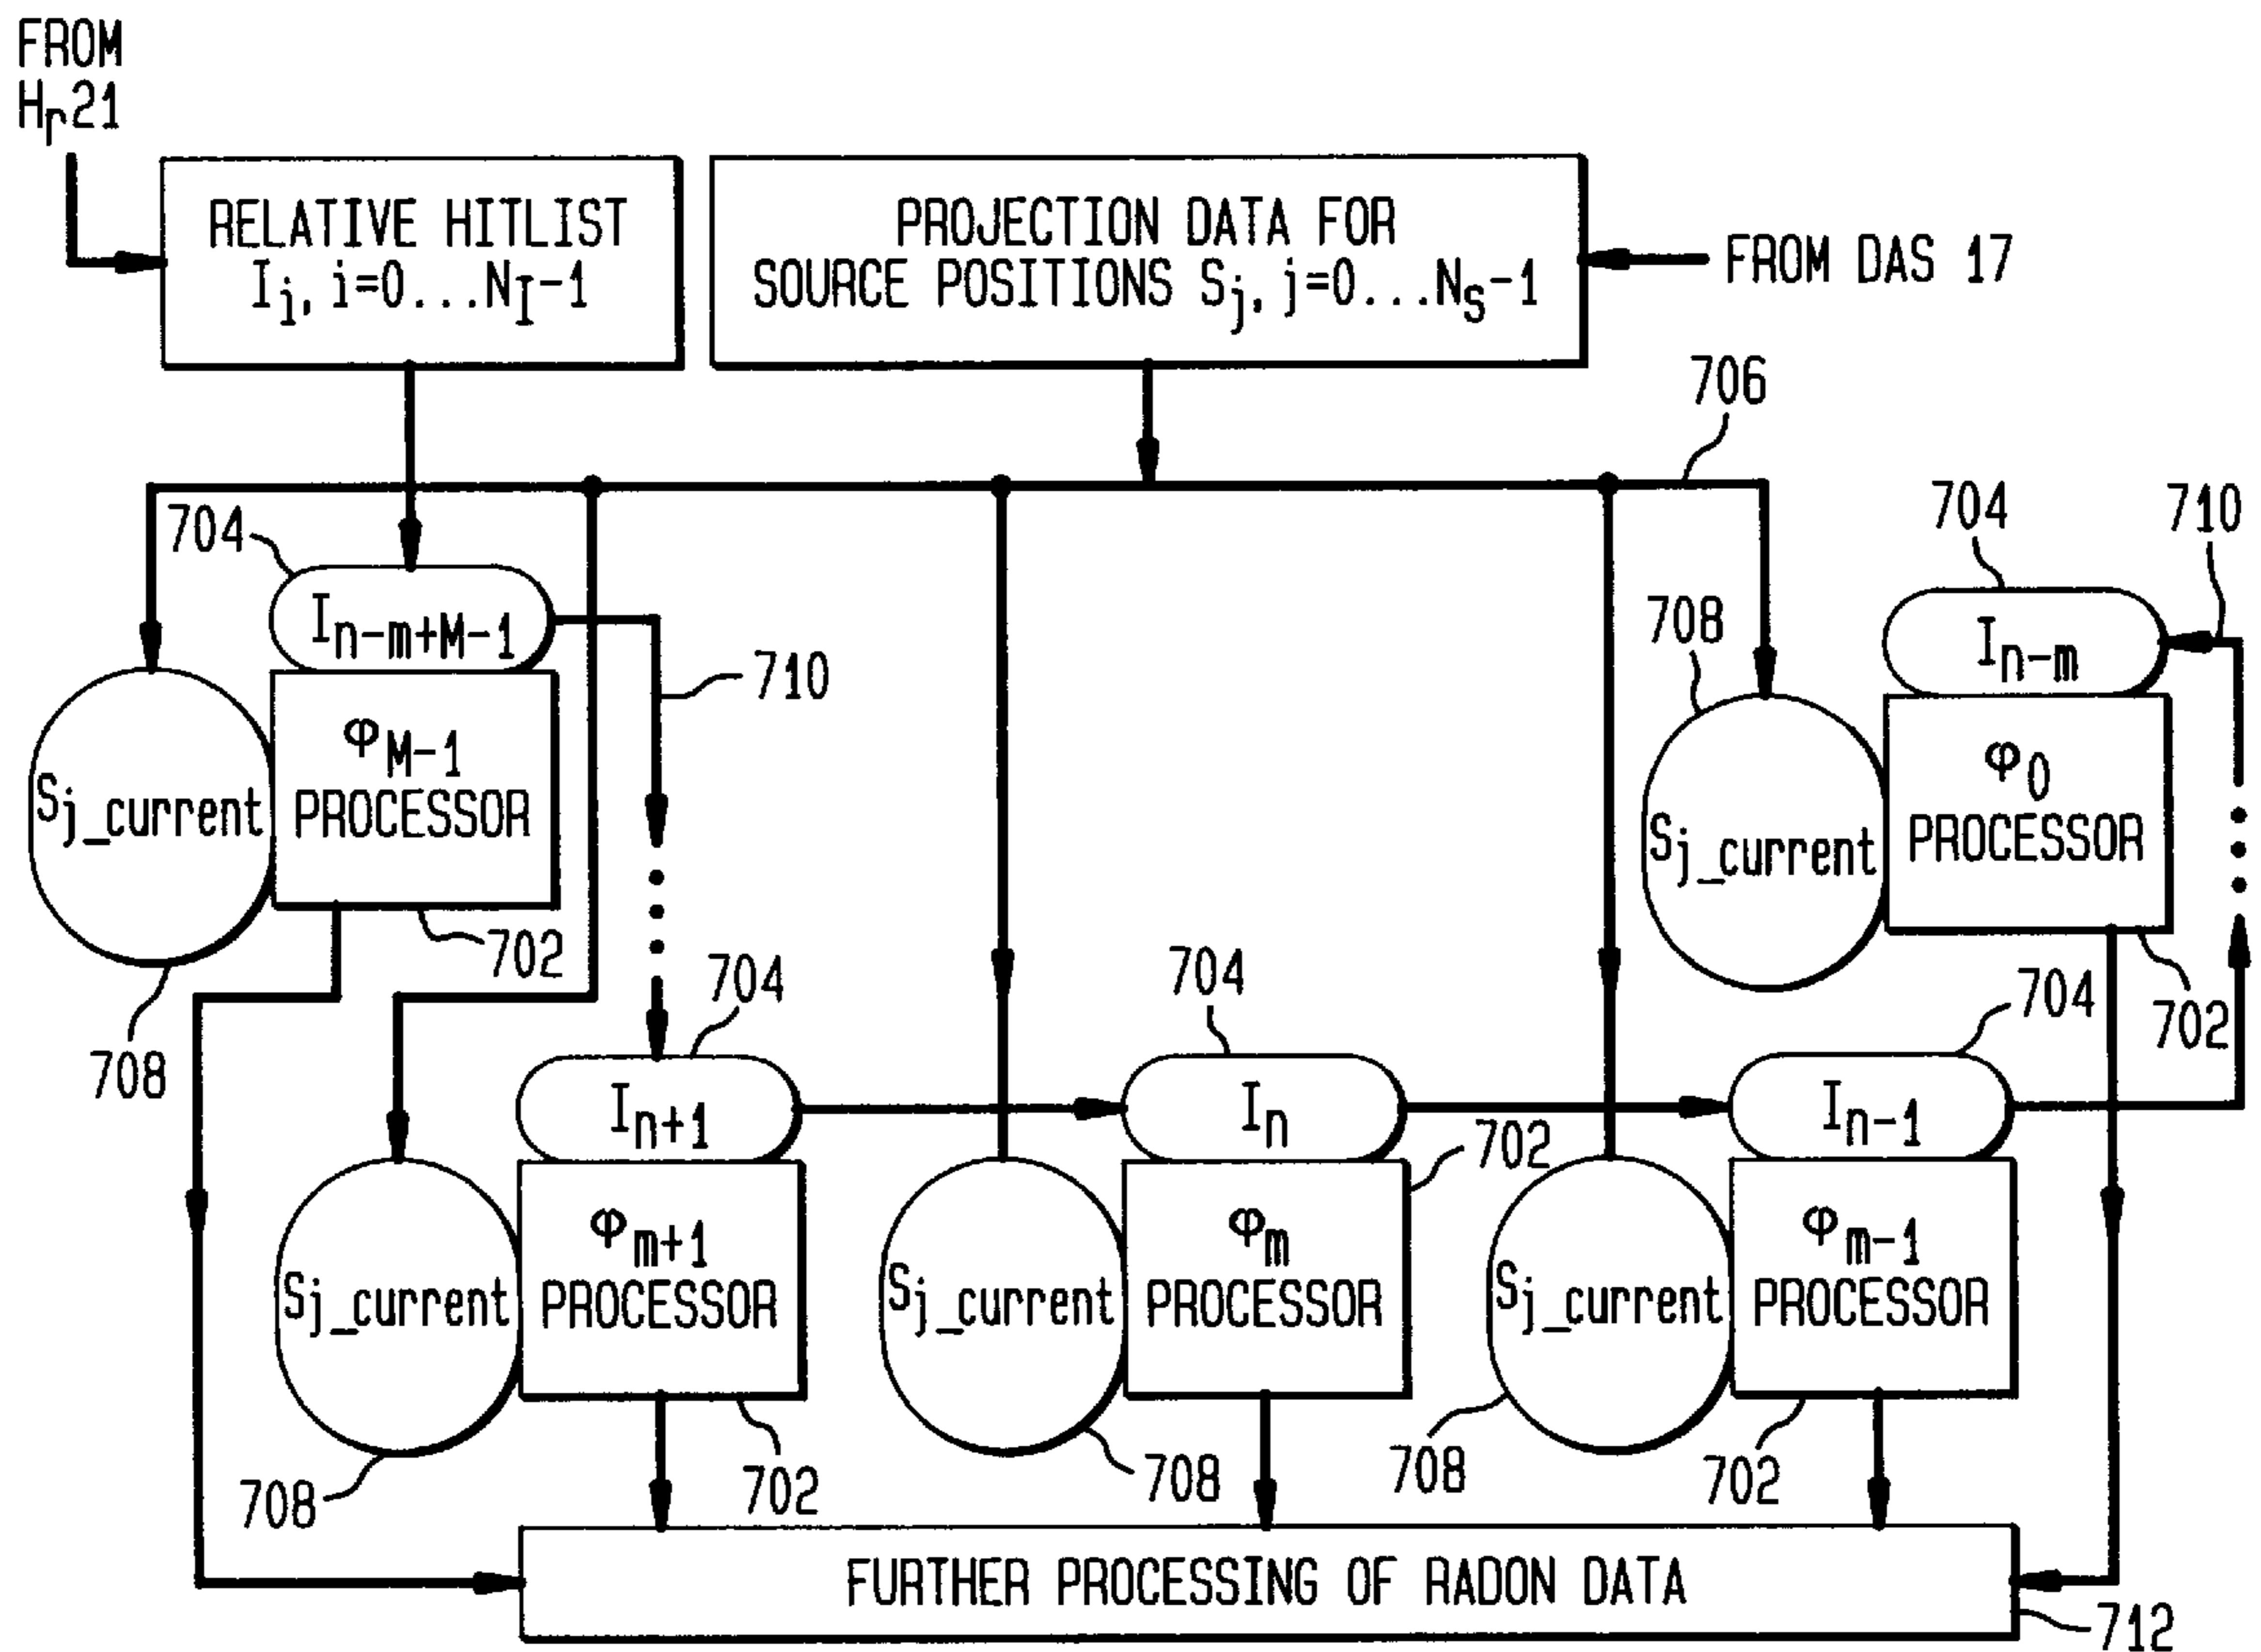 FROM
Hr21
RELATIVE HITLIST
Ii, i=0...NI-1
PROJECTION DATA FOR
SOURCE POSITIONS Sj, j=0...NS-1
FROM DAS 17
706
704
In-m+M-1
710
708
704
In-m
710
Sj_current
φM-1
PROCESSOR
702
708
Sj_current
φ0
PROCESSOR
702
704
In+1
704
In
702
704
In-1
Sj_current
φm+1
PROCESSOR
Sj_current
φm
PROCESSOR
Sj_current
φm-1
PROCESSOR
708
702
708
708
702
FURTHER PROCESSING OF RADON DATA
712